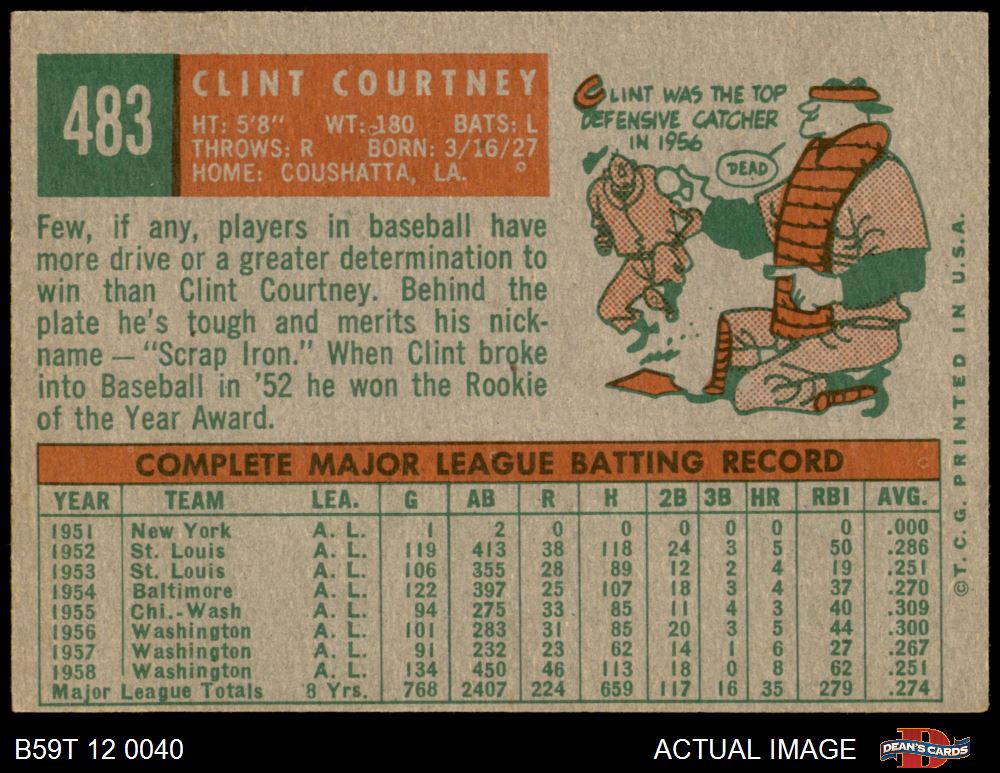 483
CLINT COURTNEY
HT: 5'8" WT: 180 BATS: L
THROWS: R BORN: 3/16/27
HOME: COUSHATTA, LA.
CLINT WAS THE TOP
DEFENSIVE CATCHER
IN 1956
DEAD
Few, if any, players in baseball have
more drive or a greater determination to
win than Clint Courtney. Behind the
plate he's tough and merits his nick-
name – "Scrap Iron." When Clint broke
into Baseball in '52 he won the Rookie
of the Year Award.
COMPLETE MAJOR LEAGUE BATTING RECORD
YEAR TEAM LEA. G AB R H 2B 3B HR RBI AVG.
1951 New York A. L. 1 2 0 0 0 0 0 0 .000
1952 St. Louis A. L. 119 413 38 118 24 3 5 50 .286
1953 St. Louis A. L. 106 355 28 89 12 2 4 19 .251
1954 Baltimore A. L. 122 397 25 107 18 3 4 37 .270
1955 Chi.-Wash A. L. 94 275 33 85 11 4 3 40 .309
1956 Washington A. L. 101 283 31 85 20 3 5 44 .300
1957 Washington A. L. 91 232 23 62 14 1 6 27 .267
1958 Washington A. L. 134 450 46 113 18 0 8 62 .251
Major League Totals 8 Yrs. 768 2407 224 659 117 16 35 279 .274
©T. C. G. PRINTED IN U.S.A.
B59T 12 0040
ACTUAL IMAGE
DEAN'S CARDS